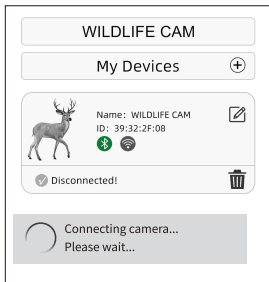 WILDLIFE CAM
My Devices
Name: WILDLIFE CAM
ID: 39:32:2F:08
Disconnected!
Connecting camera...
Please wait...